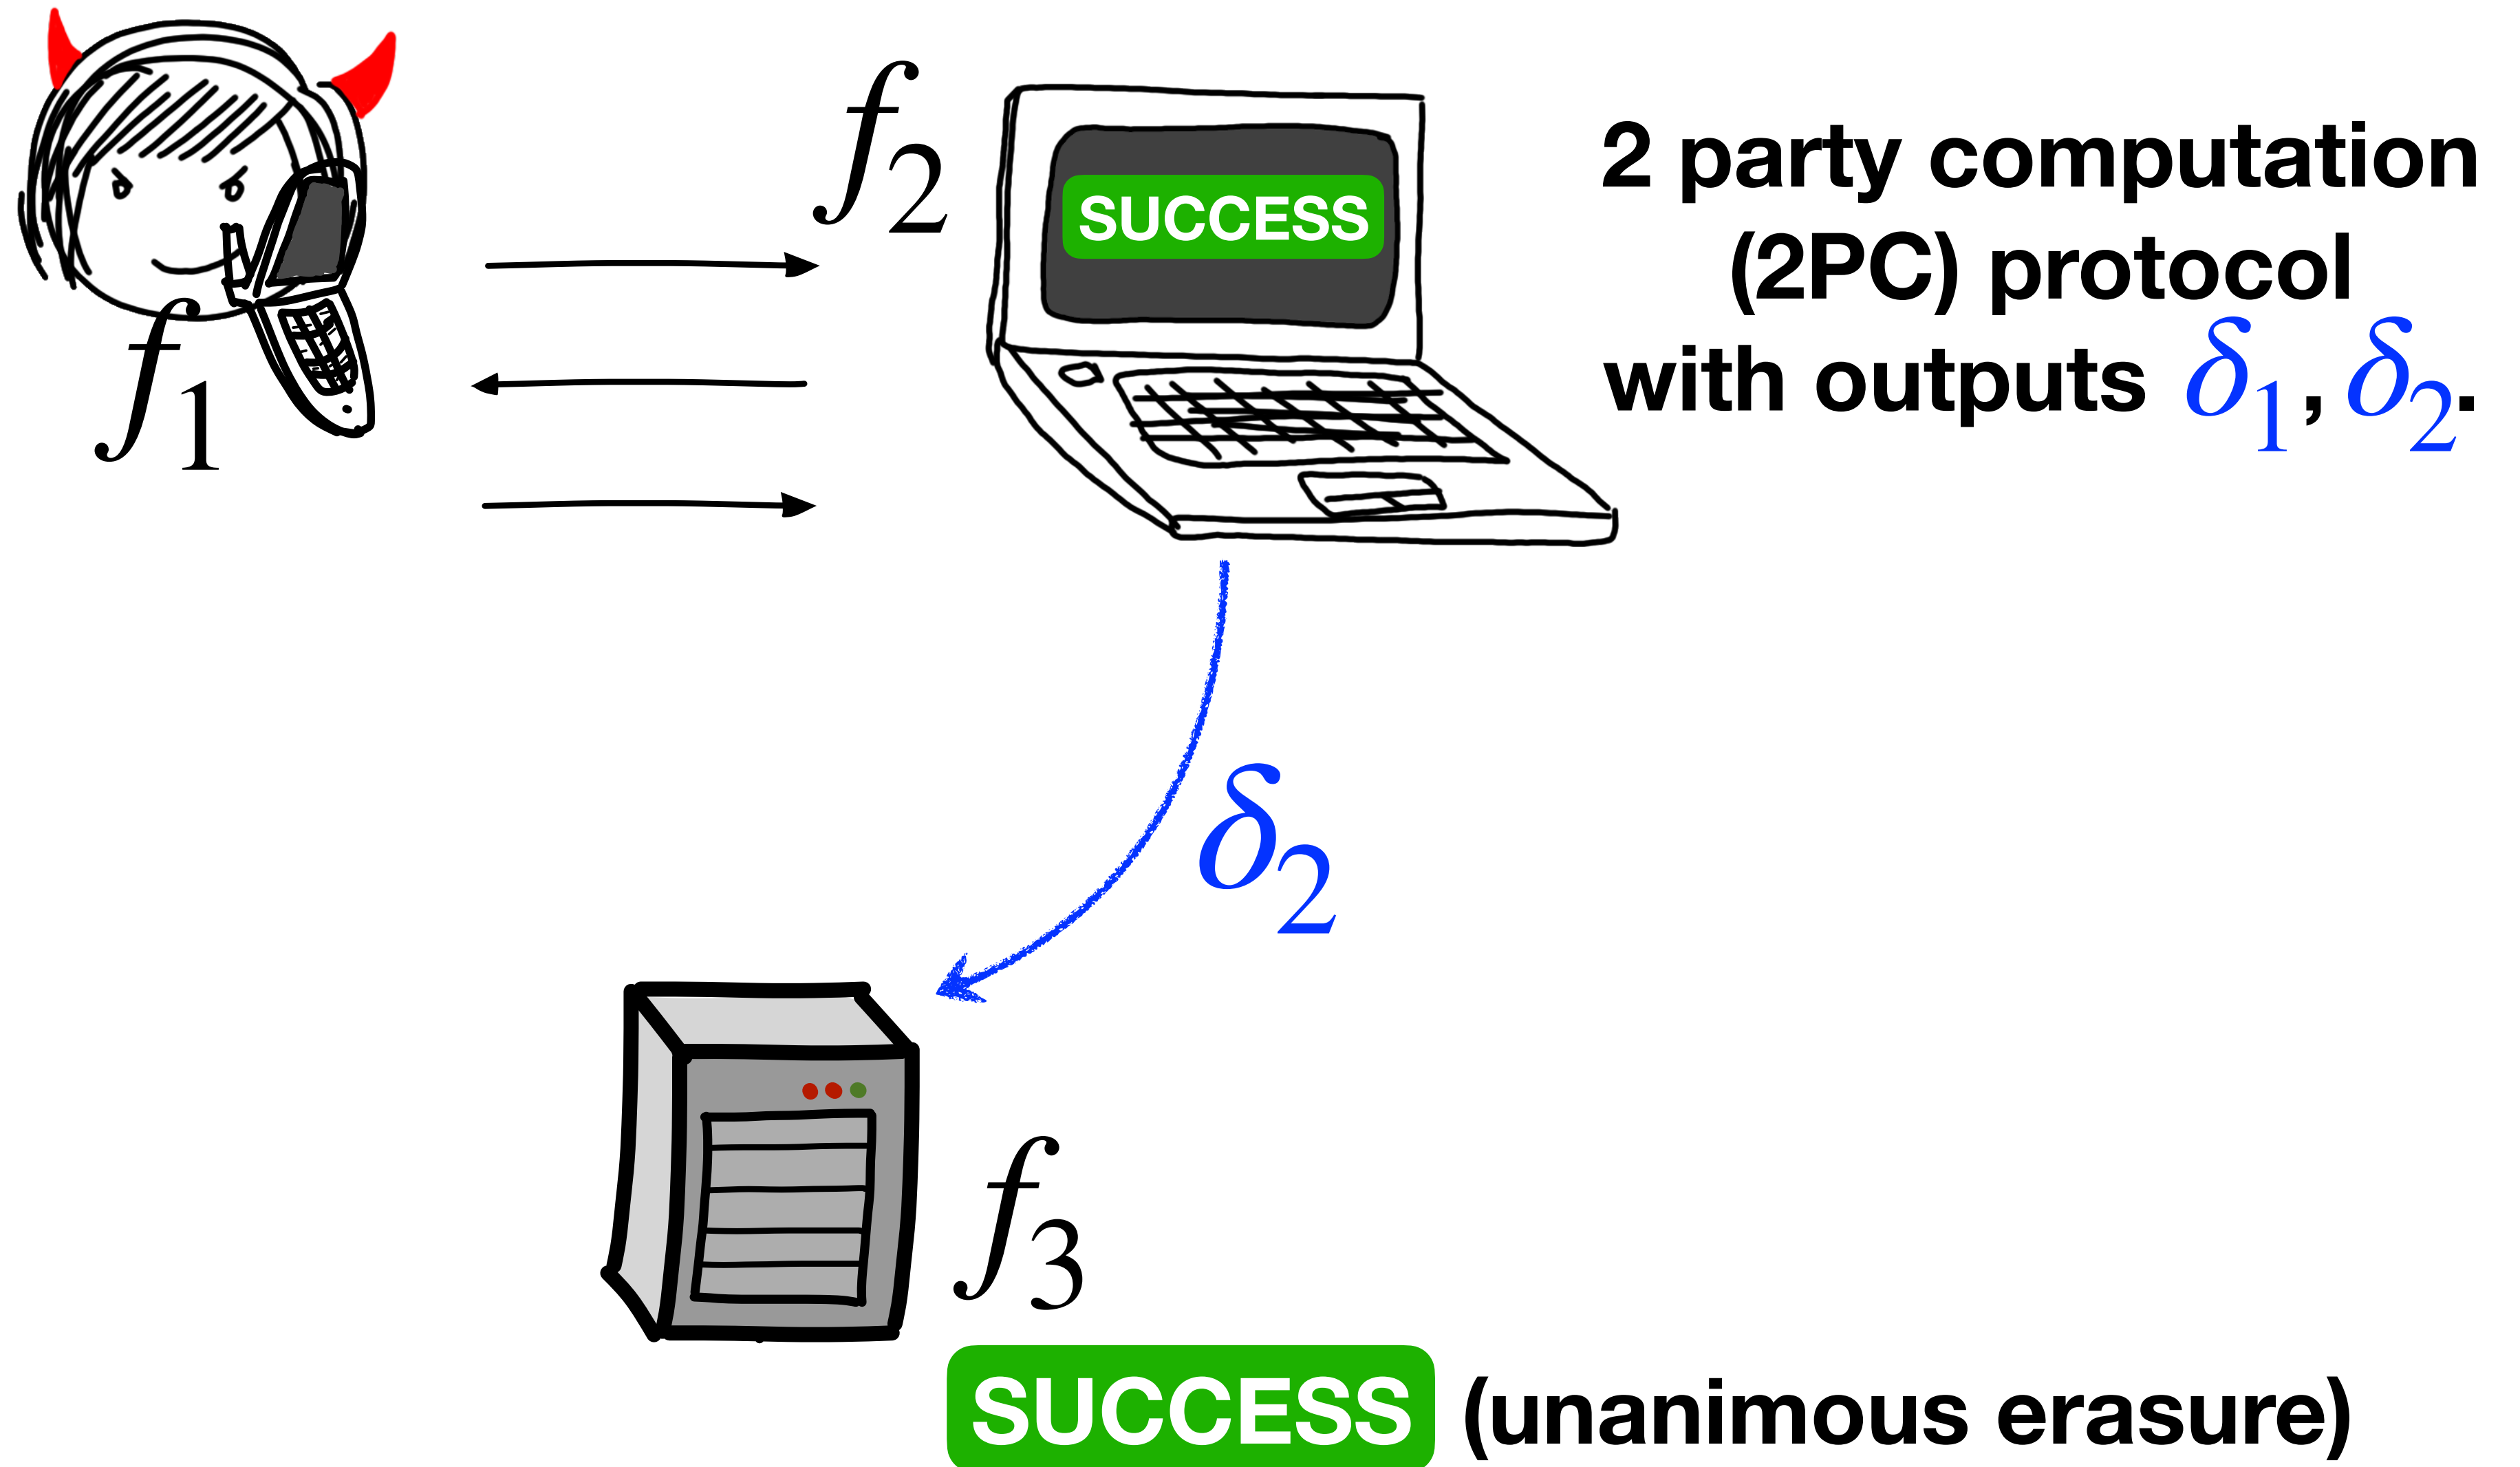 f₂
SUCCESS
2 party computation
(2PC) protocol
with outputs δ₁, δ₂.
f₁
δ₂
f₃
SUCCESS (unanimous erasure)